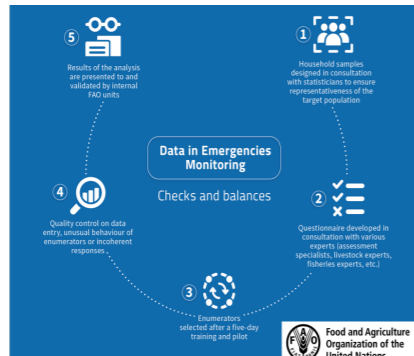 5
Results of the analysis
are presented to and
validated by internal
FAO units
1
Household samples
designed in consultation
with statisticians to ensure
representativeness of the
target population
Data in Emergencies
Monitoring
Checks and balances
4
Quality control on data
entry, unusual behaviour of
enumerators or incoherent
responses
2
Questionnaire developed in
consultation with various
experts (assessment
specialists, livestock experts,
fisheries experts, etc.)
3
Enumerators
selected after a five-day
training and pilot
FAO
Food and Agriculture
Organization of the
United Nations